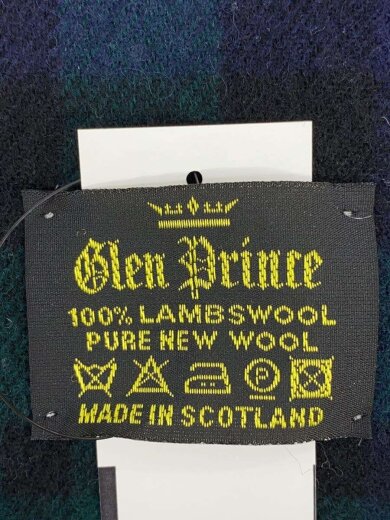 Glen Prince
100% LAMBSWOOL
PURE NEW WOOL
P
MADE IN SCOTLAND